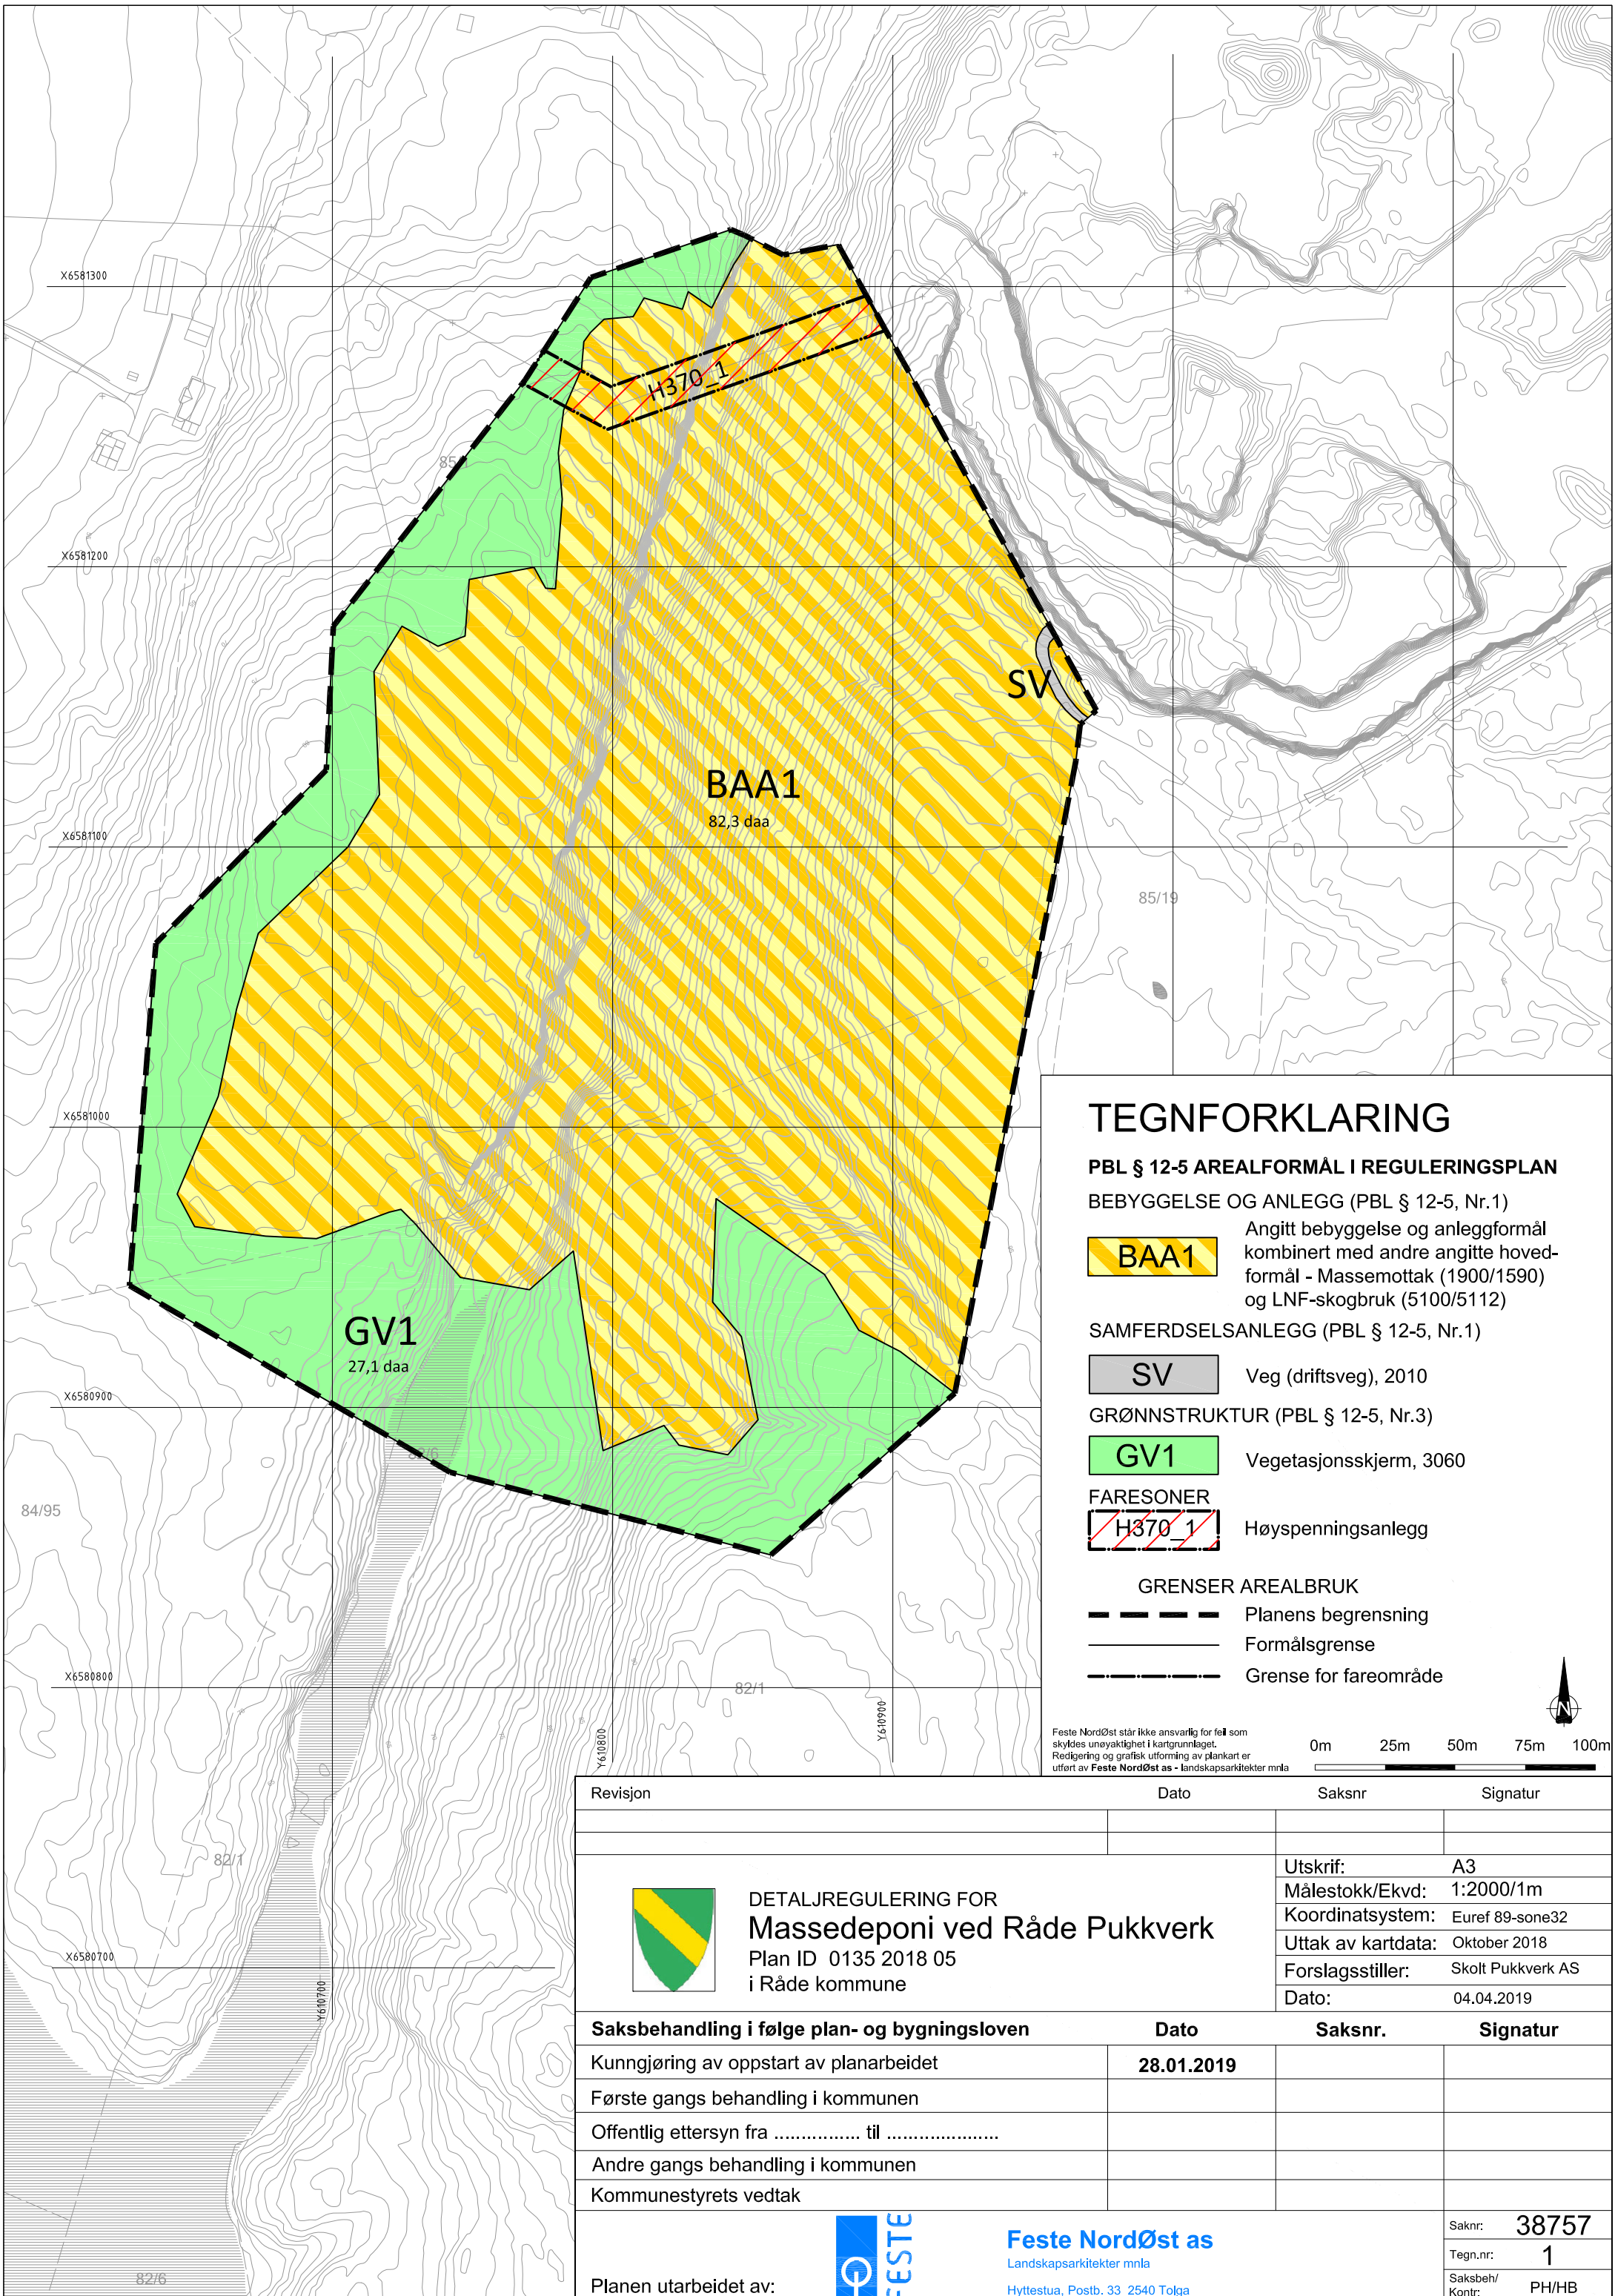 X6581300
H370_1
X6581200
SV
BAA1
82,3 daa
X6581100
85/19
X6581000
GV1
27,1 daa
X6580900
84/95
X6580800
82/1
Y610800
Y610900
82/1
X6580700
Y610700
82/6
TEGNFORKLARING
PBL § 12-5 AREALFORMÅL I REGULERINGSPLAN
BEBYGGELSE OG ANLEGG (PBL § 12-5, Nr.1)
BAA1
Angitt bebyggelse og anleggformål
kombinert med andre angitte hoved-
formål - Massemottak (1900/1590)
og LNF-skogbruk (5100/5112)
SAMFERDSELSANLEGG (PBL § 12-5, Nr.1)
SV Veg (driftsveg), 2010
GRØNNSTRUKTUR (PBL § 12-5, Nr.3)
GV1 Vegetasjonsskjerm, 3060
FARESONER
H370_1 Høyspenningsanlegg
GRENSER AREALBRUK
Planens begrensning
Formålsgrense
Grense for fareområde
N
Feste NordØst står ikke ansvarlig for feil som
skyldes unøyaktighet i kartgrunnlaget.
Redigering og grafisk utforming av plankart er
utført av Feste NordØst as - landskapsarkitekter mnla
0m 25m 50m 75m 100m
Revisjon Dato Saksnr Signatur
DETALJREGULERING FOR
Massedeponi ved Råde Pukkverk
Plan ID 0135 2018 05
i Råde kommune
Utskrif: A3
Målestokk/Ekvd: 1:2000/1m
Koordinatsystem: Euref 89-sone32
Uttak av kartdata: Oktober 2018
Forslagsstiller: Skolt Pukkverk AS
Dato: 04.04.2019
Saksbehandling i følge plan- og bygningsloven Dato Saksnr. Signatur
Kunngjøring av oppstart av planarbeidet 28.01.2019
Første gangs behandling i kommunen
Offentlig ettersyn fra ................ til .....................
Andre gangs behandling i kommunen
Kommunestyrets vedtak
Planen utarbeidet av:
FESTE
Feste NordØst as
Landskapsarkitekter mnla
Hyttestua, Postb. 33 2540 Tolga
Saknr: 38757
Tegn.nr: 1
Saksbeh/
Kontr: PH/HB